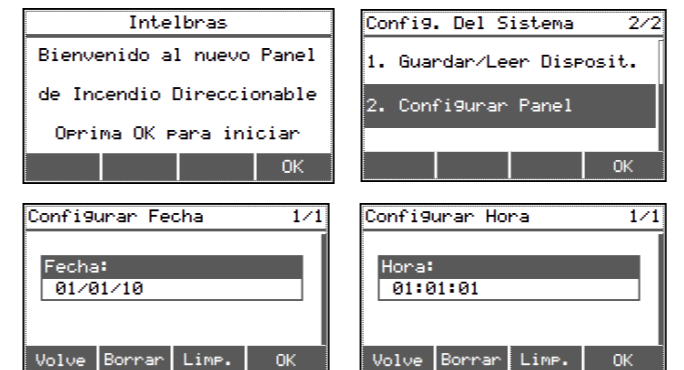 Intelbras
Bienvenido al nuevo Panel
de Incendio Direccionable
Oprima OK para iniciar
OK
Config. Del Sistema 2/2
1. Guardar/Leer Disposit.
2. Configurar Panel
OK
Configurar Fecha 1/1
Fecha:
01/01/10
Volve Borrar Limp. OK
Configurar Hora 1/1
Hora:
01:01:01
Volve Borrar Limp. OK